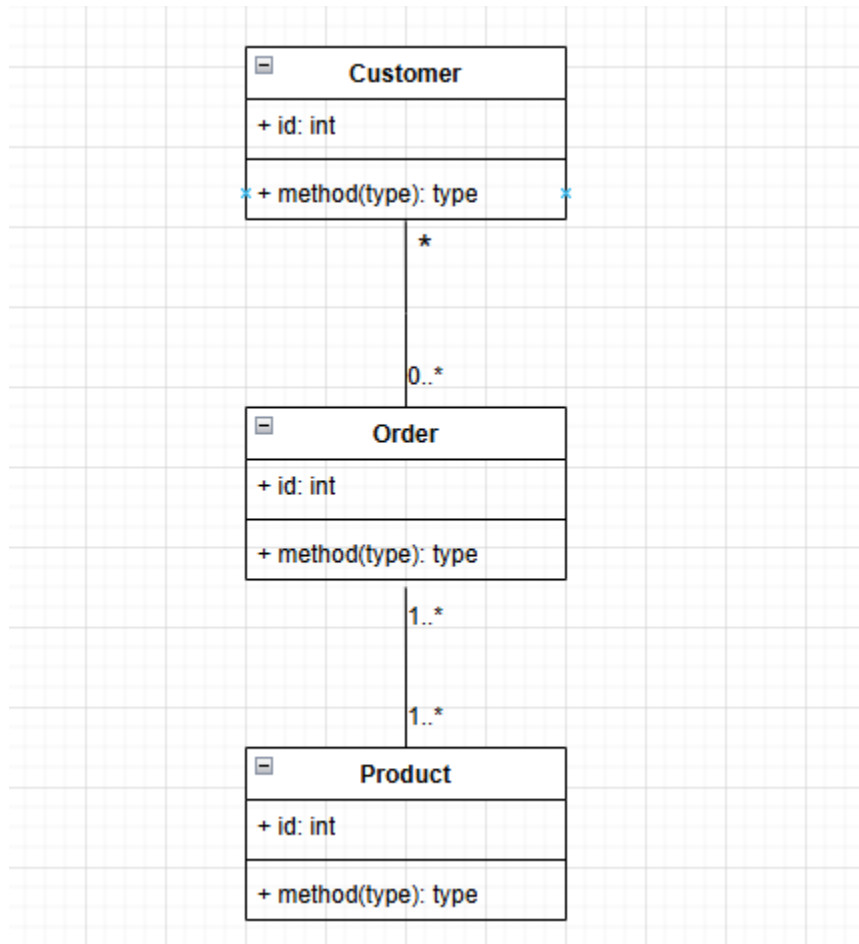 Customer
+ id: int
+ method(type): type
*
0..*
Order
+ id: int
+ method(type): type
1..*
1..*
Product
+ id: int
+ method(type): type